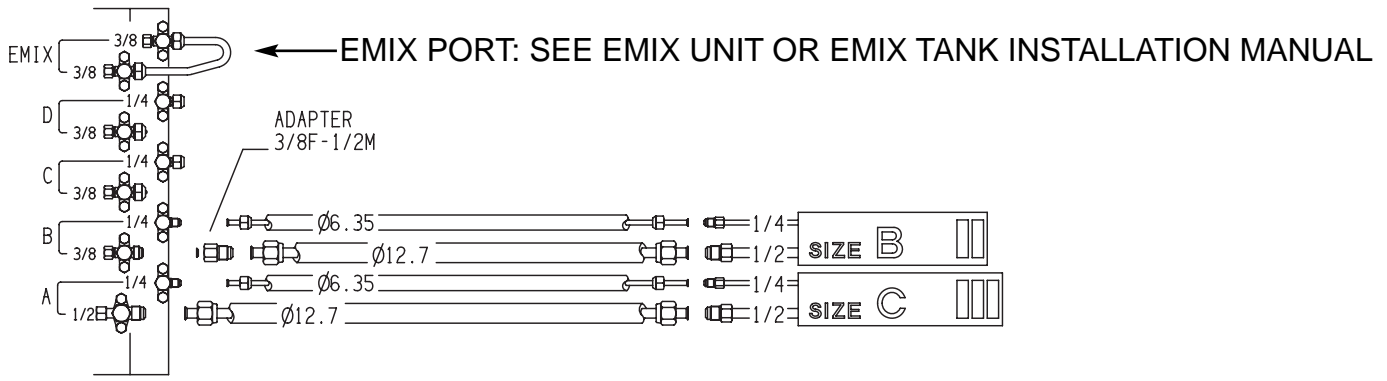 EMIX
3/8
3/8
EMIX PORT: SEE EMIX UNIT OR EMIX TANK INSTALLATION MANUAL
D
1/4
3/8
ADAPTER
3/8F-1/2M
C
1/4
3/8
B
1/4
3/8
Ø6.35
1/4
Ø12.7
1/2
SIZE B
A
1/4
1/2
Ø6.35
1/4
Ø12.7
1/2
SIZE C